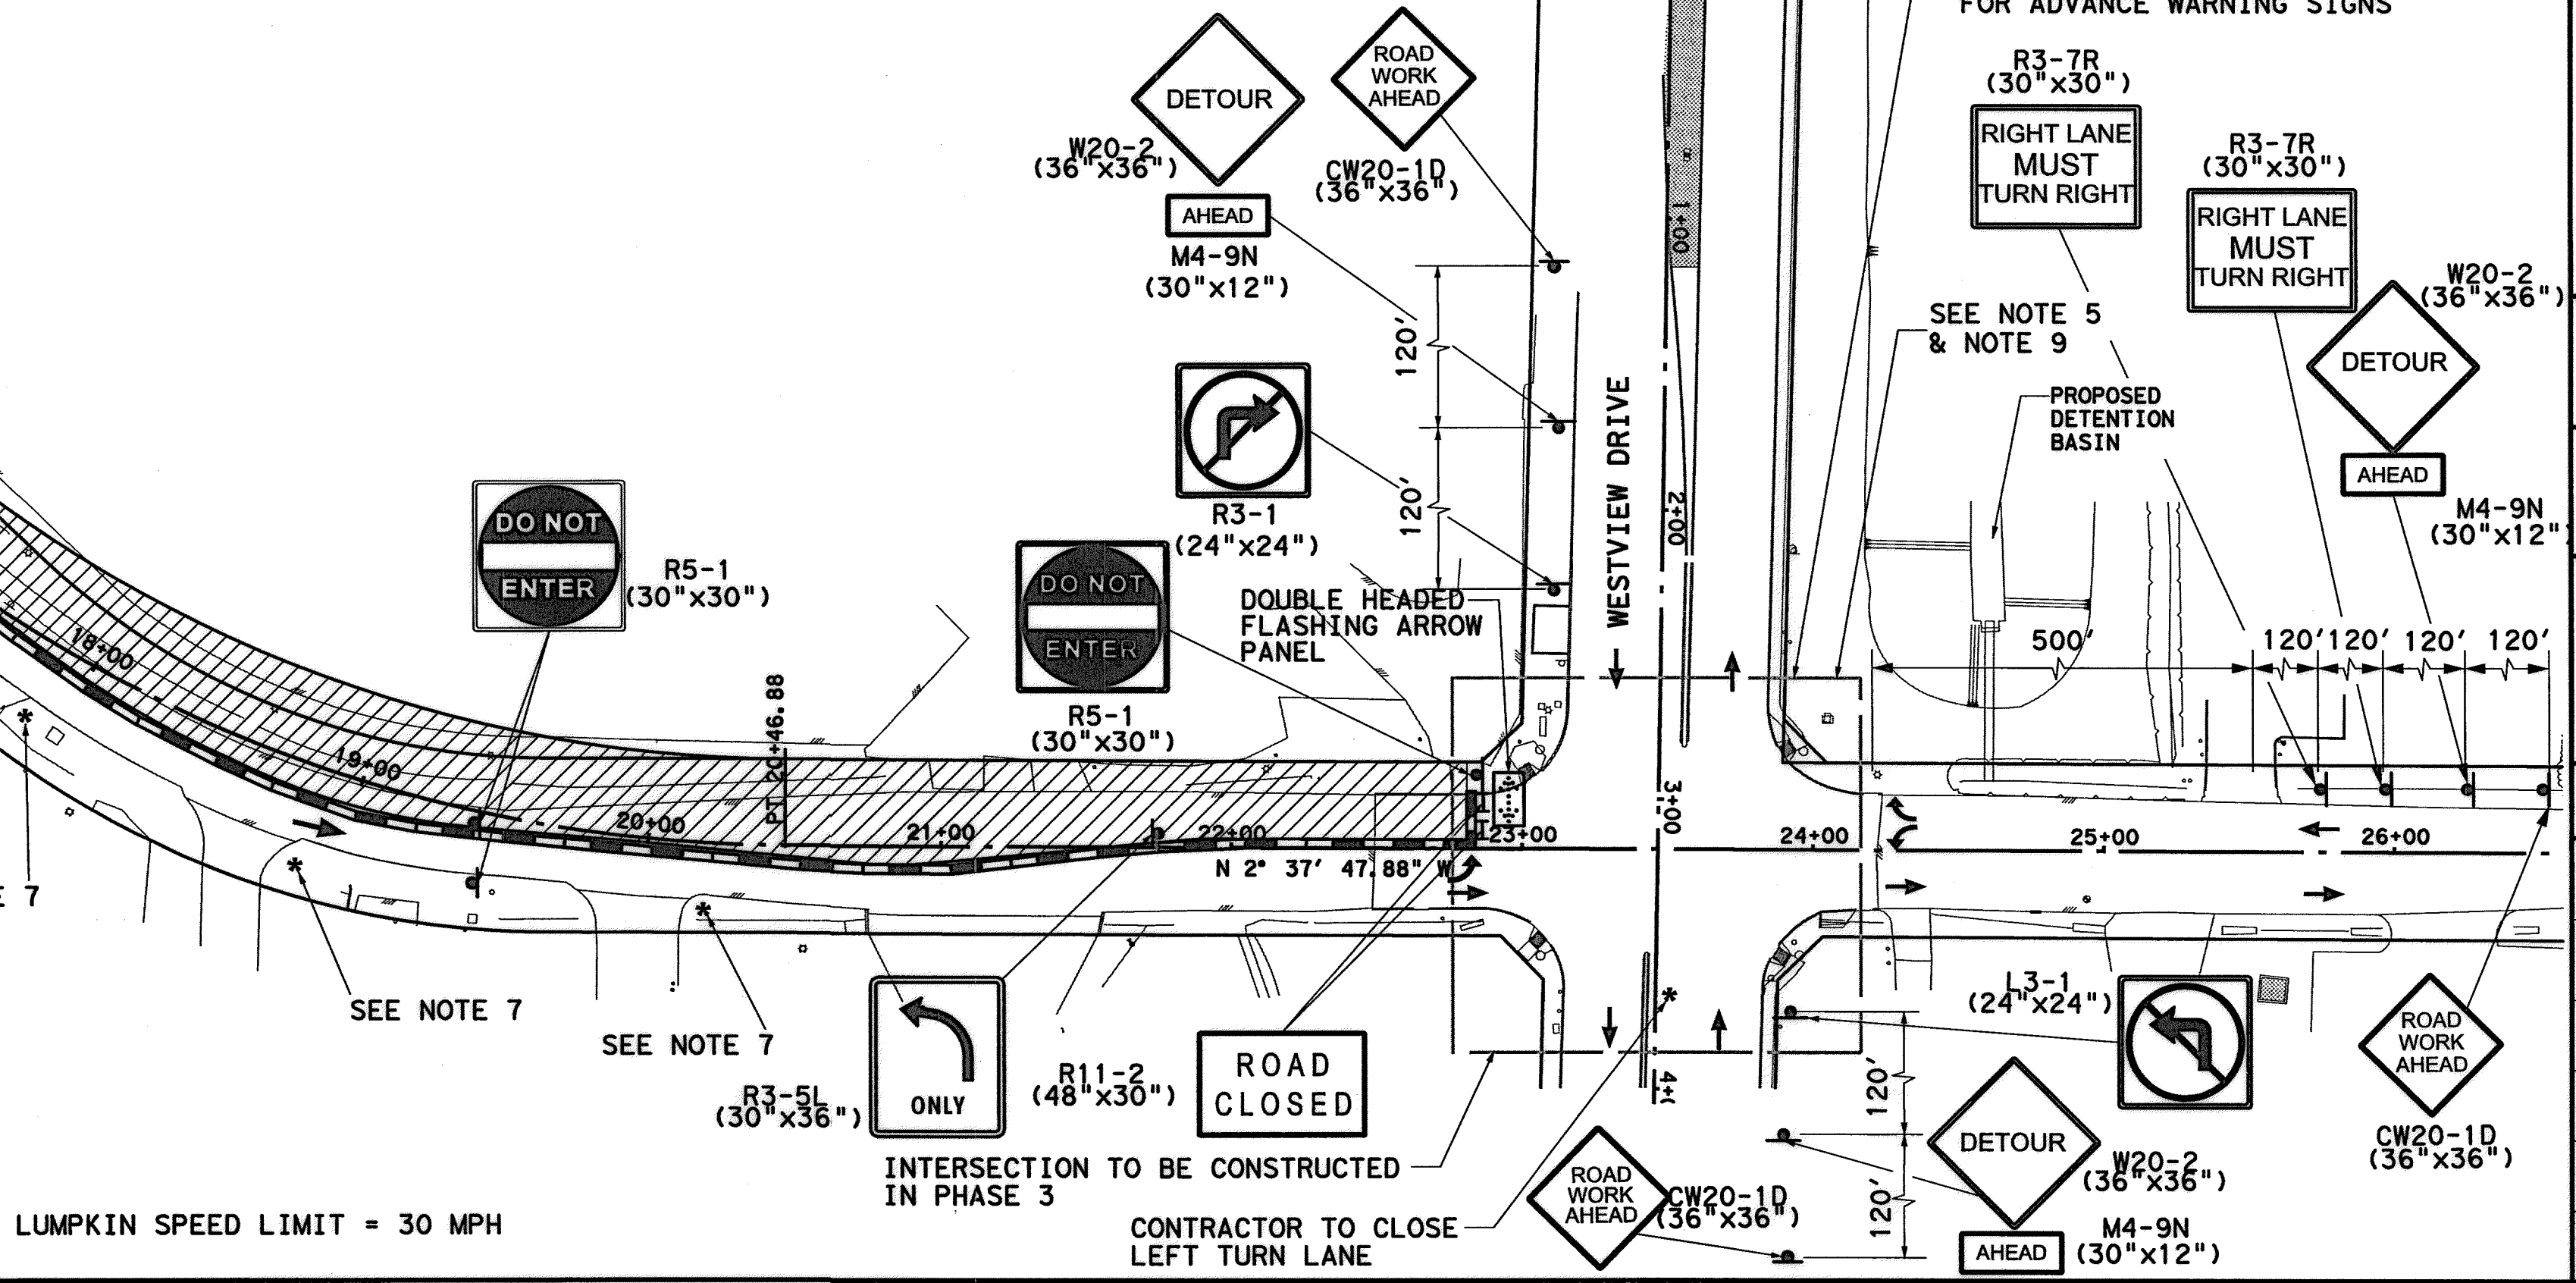 FOR ADVANCE WARNING SIGNS
DETOUR
W20-2
(36"x36")
AHEAD
M4-9N
(30"x12")
ROAD
WORK
AHEAD
CW20-1D
(36"x36")
R3-7R
(30"x30")
RIGHT LANE
MUST
TURN RIGHT
R3-7R
(30"x30")
RIGHT LANE
MUST
TURN RIGHT
W20-2
(36"x36")
DETOUR
AHEAD
M4-9N
(30"x12"
1+00
120'
120'
WESTVIEW DRIVE
2+00
SEE NOTE 5
& NOTE 9
PROPOSED
DETENTION
BASIN
R3-1
(24"x24")
DO NOT
ENTER
R5-1
(30"x30")
DO NOT
ENTER
R5-1
(30"x30")
DOUBLE HEADED
FLASHING ARROW
PANEL
500'
120'
120'
120'
120'
18+00
19+00
PT 20+46.88
20+00
21+00
22+00
23+00
3+00
24+00
25+00
26+00
N 2° 37' 47.88" W
E 7
SEE NOTE 7
SEE NOTE 7
ONLY
R3-5L
(30"x36")
R11-2
(48"x30")
ROAD
CLOSED
4+(
L3-1
(24"x24")
120'
120'
DETOUR
W20-2
(36"x36")
AHEAD
M4-9N
(30"x12")
ROAD
WORK
AHEAD
CW20-1D
(36"x36")
ROAD
WORK
AHEAD
CW20-1D
(36"x36")
INTERSECTION TO BE CONSTRUCTED
IN PHASE 3
CONTRACTOR TO CLOSE
LEFT TURN LANE
LUMPKIN SPEED LIMIT = 30 MPH